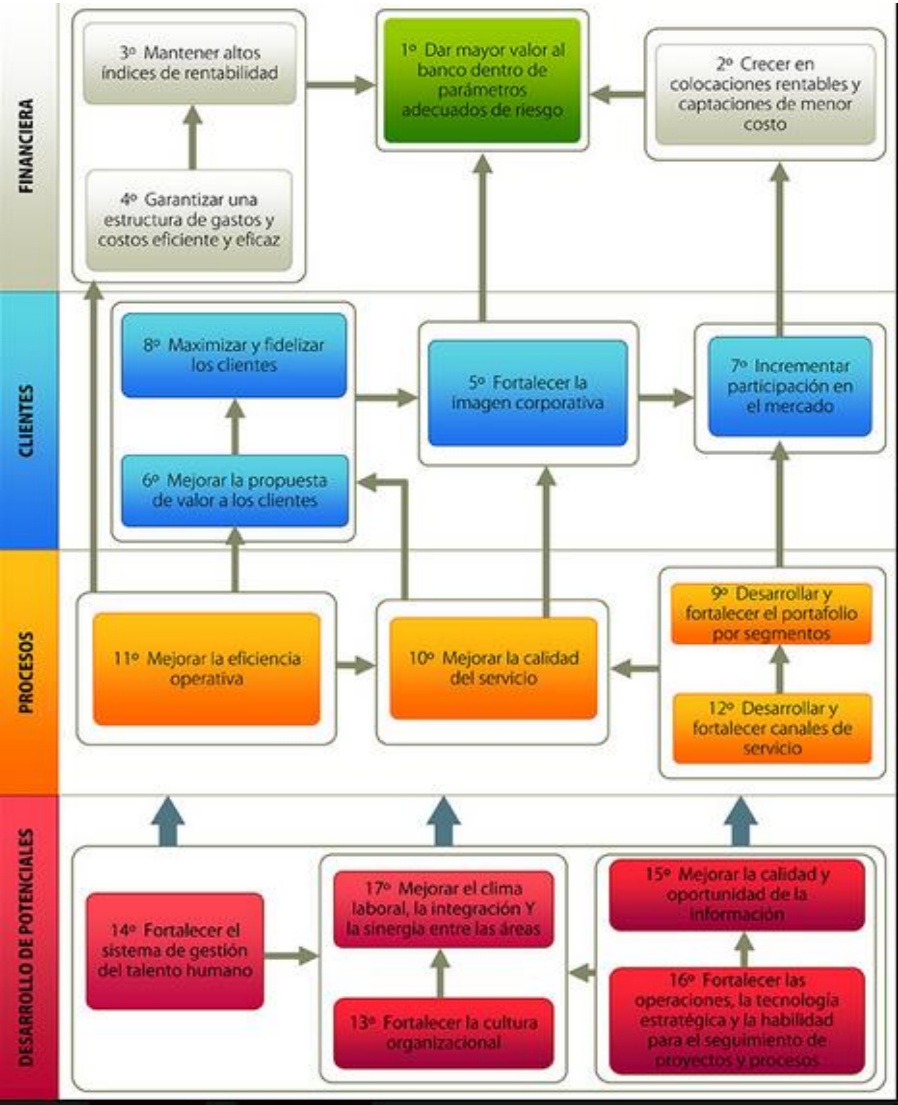 FINANCIERA
3º Mantener altos
índices de rentabilidad
1º Dar mayor valor al
banco dentro de
parámetros
adecuados de riesgo
2º Crecer en
colocaciones rentables y
captaciones de menor
costo
4º Garantizar una
estructura de gastos y
costos eficiente y eficaz
CLIENTES
8º Maximizar y fidelizar
los clientes
5º Fortalecer la
imagen corporativa
7º Incrementar
participación en
el mercado
6º Mejorar la propuesta
de valor a los clientes
PROCESOS
11º Mejorar la eficiencia
operativa
10º Mejorar la calidad
del servicio
9º Desarrollar y
fortalecer el portafolio
por segmentos
12º Desarrollar y
fortalecer canales de
servicio
DESARROLLO DE POTENCIALES
14º Fortalecer el
sistema de gestión
del talento humano
17º Mejorar el clima
laboral, la integración Y
la sinergia entre las áreas
13º Fortalecer la cultura
organizacional
15º Mejorar la calidad y
oportunidad de la
información
16º Fortalecer las
operaciones, la tecnología
estratégica y la habilidad
para el seguimiento de
proyectos y procesos